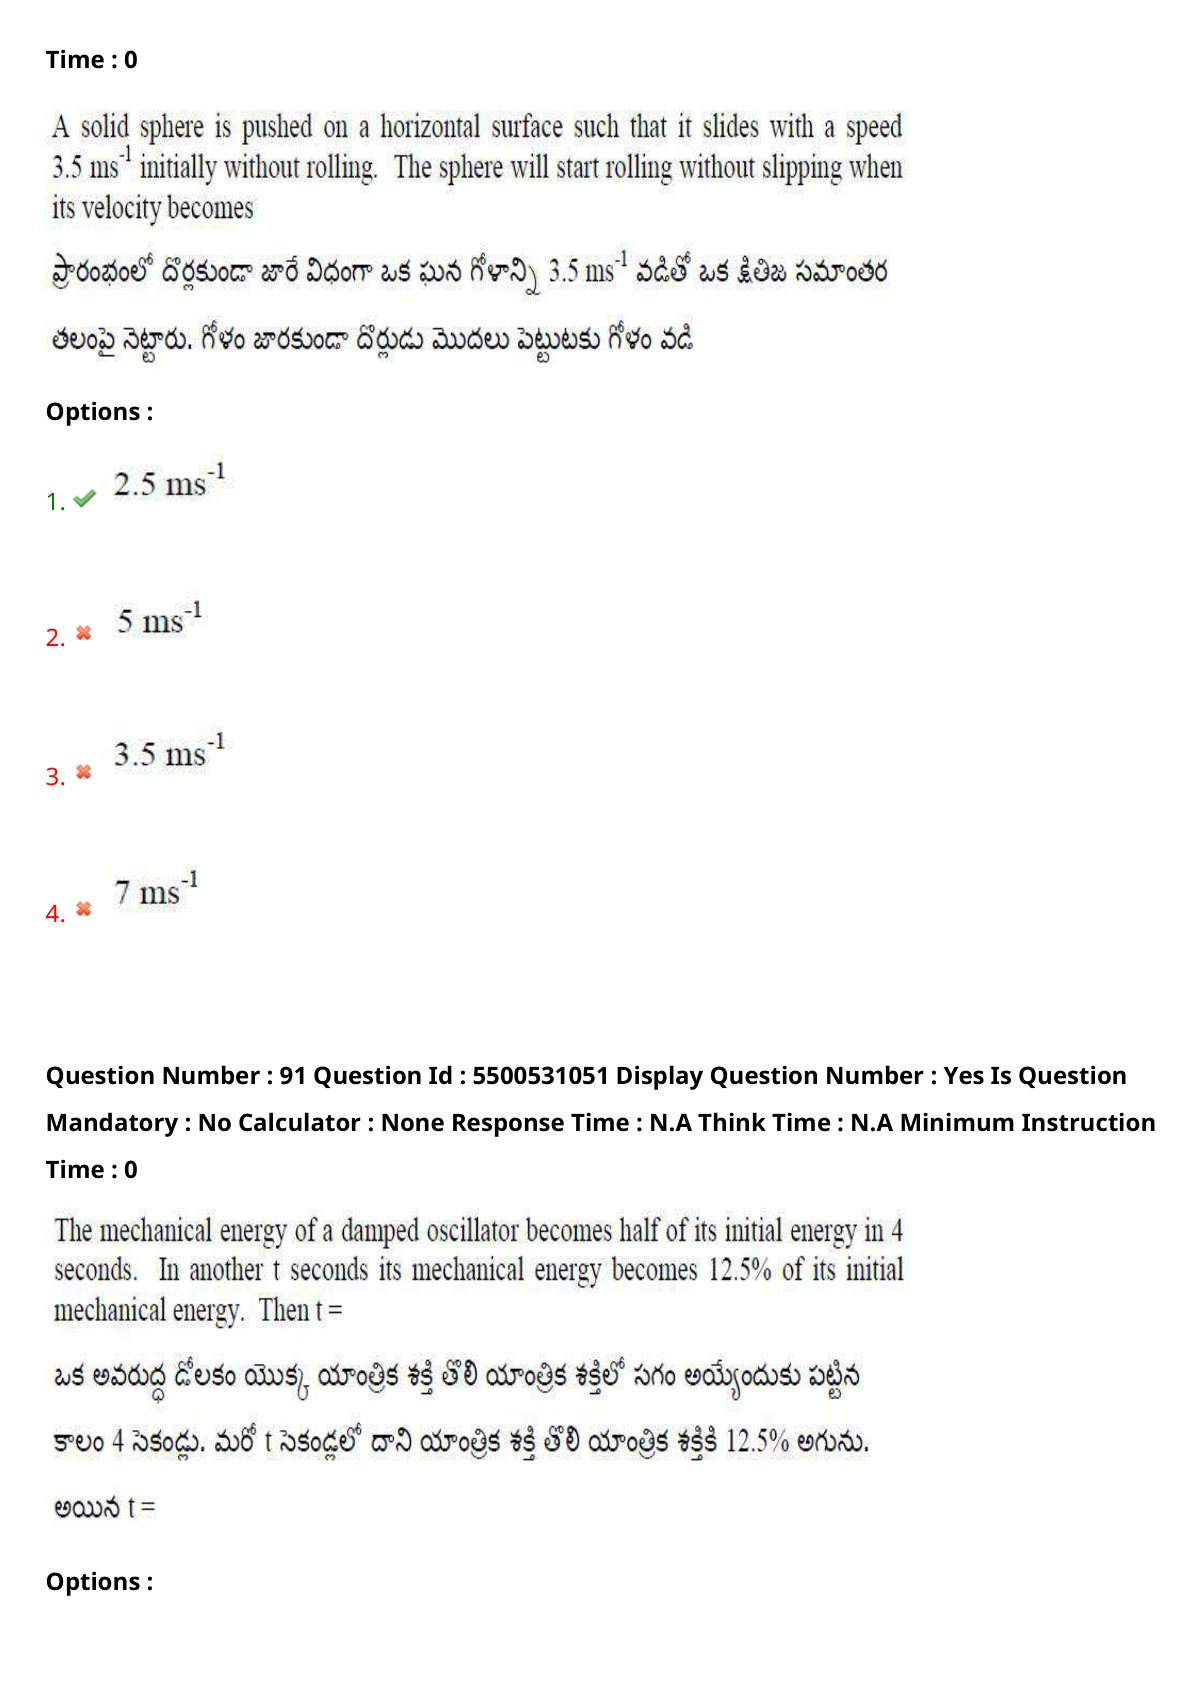 Time : 0
A solid sphere is pushed on a horizontal surface such that it slides with a speed
3.5 ms⁻¹ initially without rolling. The sphere will start rolling without slipping when
its velocity becomes
ప్రారంభంలో దొర్లకుండా జారే విధంగా ఒక ఘన గోళాన్ని 3.5 ms⁻¹ వడితో ఒక క్షితిజ సమాంతర
తలంపై నెట్టారు. గోళం జారకుండా దొర్లుడు మొదలు పెట్టుటకు గోళం వడి
Options :
1. 2.5 ms⁻¹
2. 5 ms⁻¹
3. 3.5 ms⁻¹
4. 7 ms⁻¹
Question Number : 91 Question Id : 5500531051 Display Question Number : Yes Is Question
Mandatory : No Calculator : None Response Time : N.A Think Time : N.A Minimum Instruction
Time : 0
The mechanical energy of a damped oscillator becomes half of its initial energy in 4
seconds. In another t seconds its mechanical energy becomes 12.5% of its initial
mechanical energy. Then t =
ఒక అవరుద్ధ డోలకం యొక్క యాంత్రిక శక్తి తొలి యాంత్రిక శక్తిలో సగం అయ్యేందుకు పట్టిన
కాలం 4 సెకండ్లు. మరో t సెకండ్లలో దాని యాంత్రిక శక్తి తొలి యాంత్రిక శక్తికి 12.5% అగును.
అయిన t =
Options :